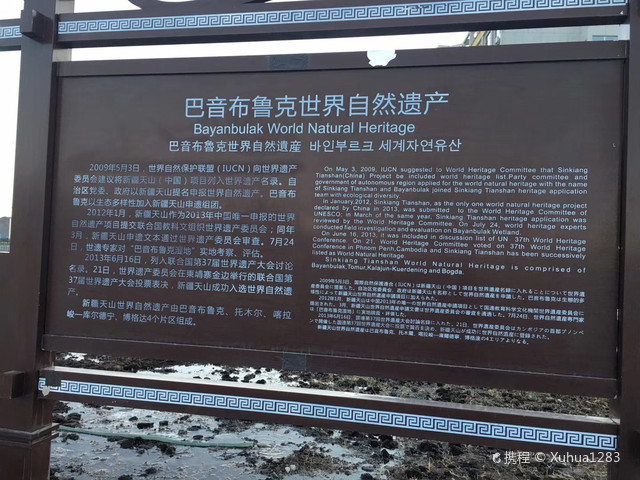 巴音布鲁克世界自然遗产
Bayanbulak World Natural Heritage
巴音布鲁克世界自然遺産 바인부르크 세계자연유산
2009年5月3日，世界自然保护联盟（IUCN）向世界遗产
委员会建议将新疆天山（中国）项目列入世界遗产名录。自
治区党委、政府以新疆天山提名申报世界自然遗产。巴音布
鲁克以生态多样性加入新疆天山申遗团。
2012年1月，新疆天山作为2013年中国唯一申报的世界
自然遗产项目提交联合国教科文组织世界遗产委员会；同年
3月，新疆天山申遗文本通过世界遗产委员会审查。7月24
日，世遗专家对“巴音布鲁克湿地”实地考察、评估。
2013年6月16日，列入联合国第37届世界遗产大会讨论
名录，21日，世界遗产委员会在柬埔寨金边举行的联合国第
37届世界遗产大会投票表决，新疆天山成功入选世界自然遗
产。
新疆天山世界自然遗产由巴音布鲁克、托木尔、喀拉
峻—库尔德宁、博格达4个片区组成。
On May 3, 2009, IUCN suggested to World Heritage Committee that Sinkiang
Tianshan(China) Project be included world heritage list.Party committee and
government of autonomous region applied for the world natural heritage with the name
of Sinkiang Tianshan and Bayanbulak joined Sinkiang Tianshan heritage application
team with ecological diversity.
In January 2012, Sinkiang Tianshan, as the only one world natural heritage project
declared by China in 2013, was submitted to the World Heritage Committee of
UNESCO; in March of the same year, Sinkiang Tianshan heritage application was
reviewed by the World Heritage Committee. On July 24, world heritage experts
conducted field investigation and evaluation on Bayanbulak Wetland.
On June 16, 2013, it was included in discussion list of UN 37th World Heritage
Conference. On 21, World Heritage Committee voted on 37th World Heritage
Conference in Phnom Penh,Cambodia and Sinkiang Tianshan has been successively
listed as World Natural Heritage.
Sinkiang Tianshan World Natural Heritage is comprised of
Bayanbulak,Tomur,Kalajun-Kuerdening and Bogda.
携程 © Xuhua1283